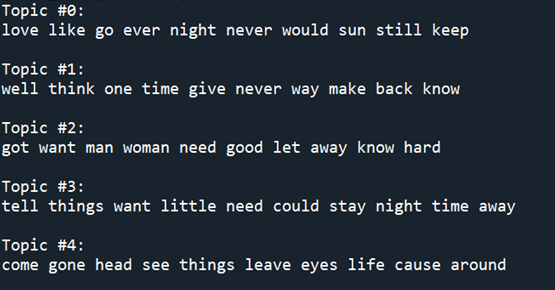 Topic #0:
love like go ever night never would sun still keep
Topic #1:
well think one time give never way make back know
Topic #2:
got want man woman need good let away know hard
Topic #3:
tell things want little need could stay night time away
Topic #4:
come gone head see things leave eyes life cause around